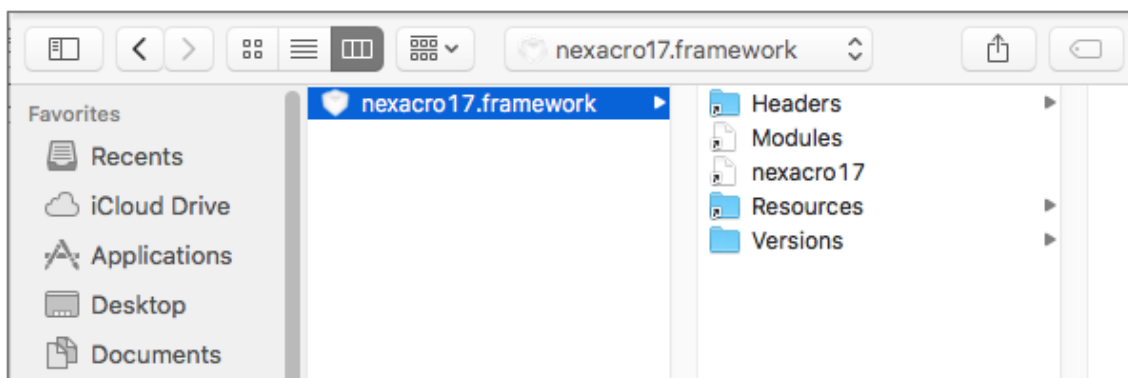 nexacro17.framework
Favorites
Recents
iCloud Drive
Applications
Desktop
Documents
nexacro17.framework
Headers
Modules
nexacro17
Resources
Versions